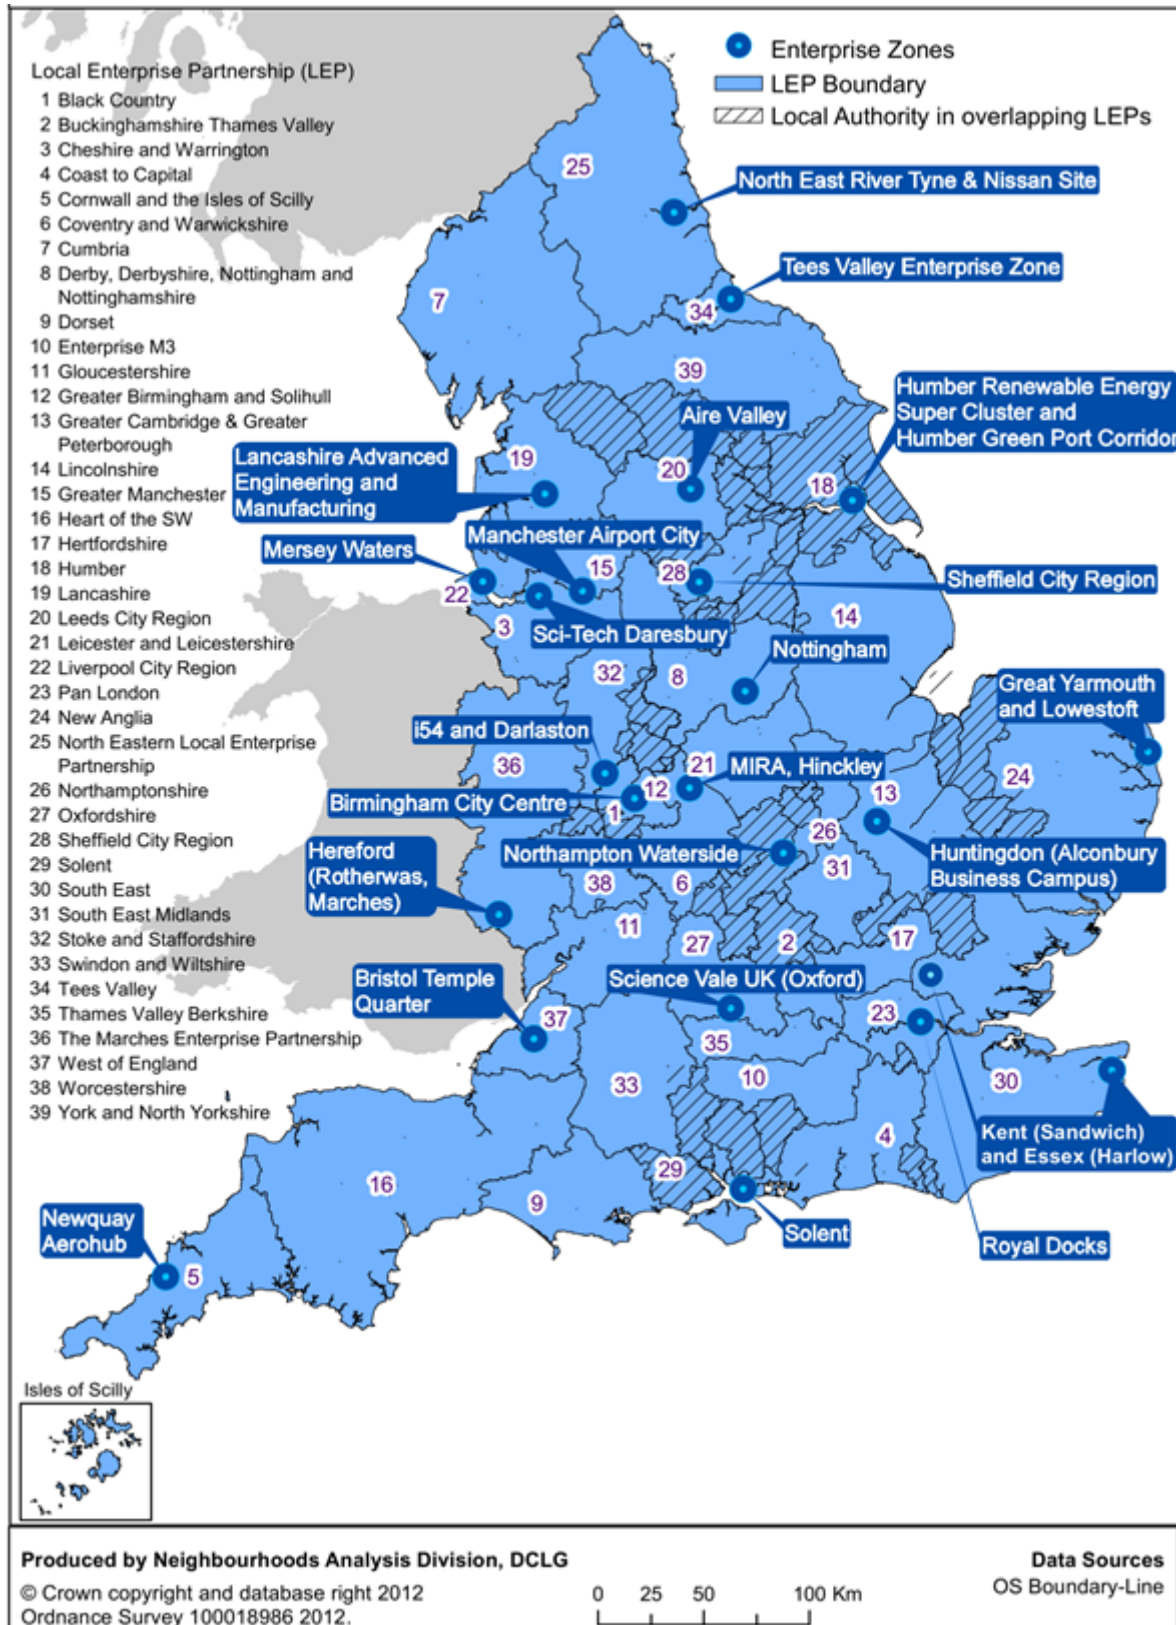 Enterprise Zones
LEP Boundary
Local Authority in overlapping LEPs
Local Enterprise Partnership (LEP)
1 Black Country
2 Buckinghamshire Thames Valley
3 Cheshire and Warrington
4 Coast to Capital
5 Cornwall and the Isles of Scilly
6 Coventry and Warwickshire
7 Cumbria
8 Derby, Derbyshire, Nottingham and
Nottinghamshire
9 Dorset
10 Enterprise M3
11 Gloucestershire
12 Greater Birmingham and Solihull
13 Greater Cambridge & Greater
Peterborough
14 Lincolnshire
15 Greater Manchester
16 Heart of the SW
17 Hertfordshire
18 Humber
19 Lancashire
20 Leeds City Region
21 Leicester and Leicestershire
22 Liverpool City Region
23 Pan London
24 New Anglia
25 North Eastern Local Enterprise
Partnership
26 Northamptonshire
27 Oxfordshire
28 Sheffield City Region
29 Solent
30 South East
31 South East Midlands
32 Stoke and Staffordshire
33 Swindon and Wiltshire
34 Tees Valley
35 Thames Valley Berkshire
36 The Marches Enterprise Partnership
37 West of England
38 Worcestershire
39 York and North Yorkshire
25
North East River Tyne & Nissan Site
Tees Valley Enterprise Zone
7
34
39
Humber Renewable Energy
Super Cluster and
Humber Green Port Corridor
Aire Valley
Lancashire Advanced
Engineering and
Manufacturing
19
20
18
Manchester Airport City
Mersey Waters
15
28
Sheffield City Region
22
3
Sci-Tech Daresbury
14
Nottingham
32
8
Great Yarmouth
and Lowestoft
i54 and Darlaston
36
21
MIRA, Hinckley
24
12
13
Birmingham City Centre
1
26
Northampton Waterside
31
Huntingdon (Alconbury
Business Campus)
Hereford
(Rotherwas,
Marches)
38
6
11
27
2
17
Bristol Temple
Quarter
Science Vale UK (Oxford)
37
23
35
10
33
30
Kent (Sandwich)
and Essex (Harlow)
4
29
16
9
Solent
Royal Docks
Newquay
Aerohub
5
Isles of Scilly
Produced by Neighbourhoods Analysis Division, DCLG
© Crown copyright and database right 2012
Ordnance Survey 100018986 2012.
0 25 50 100 Km
Data Sources
OS Boundary-Line